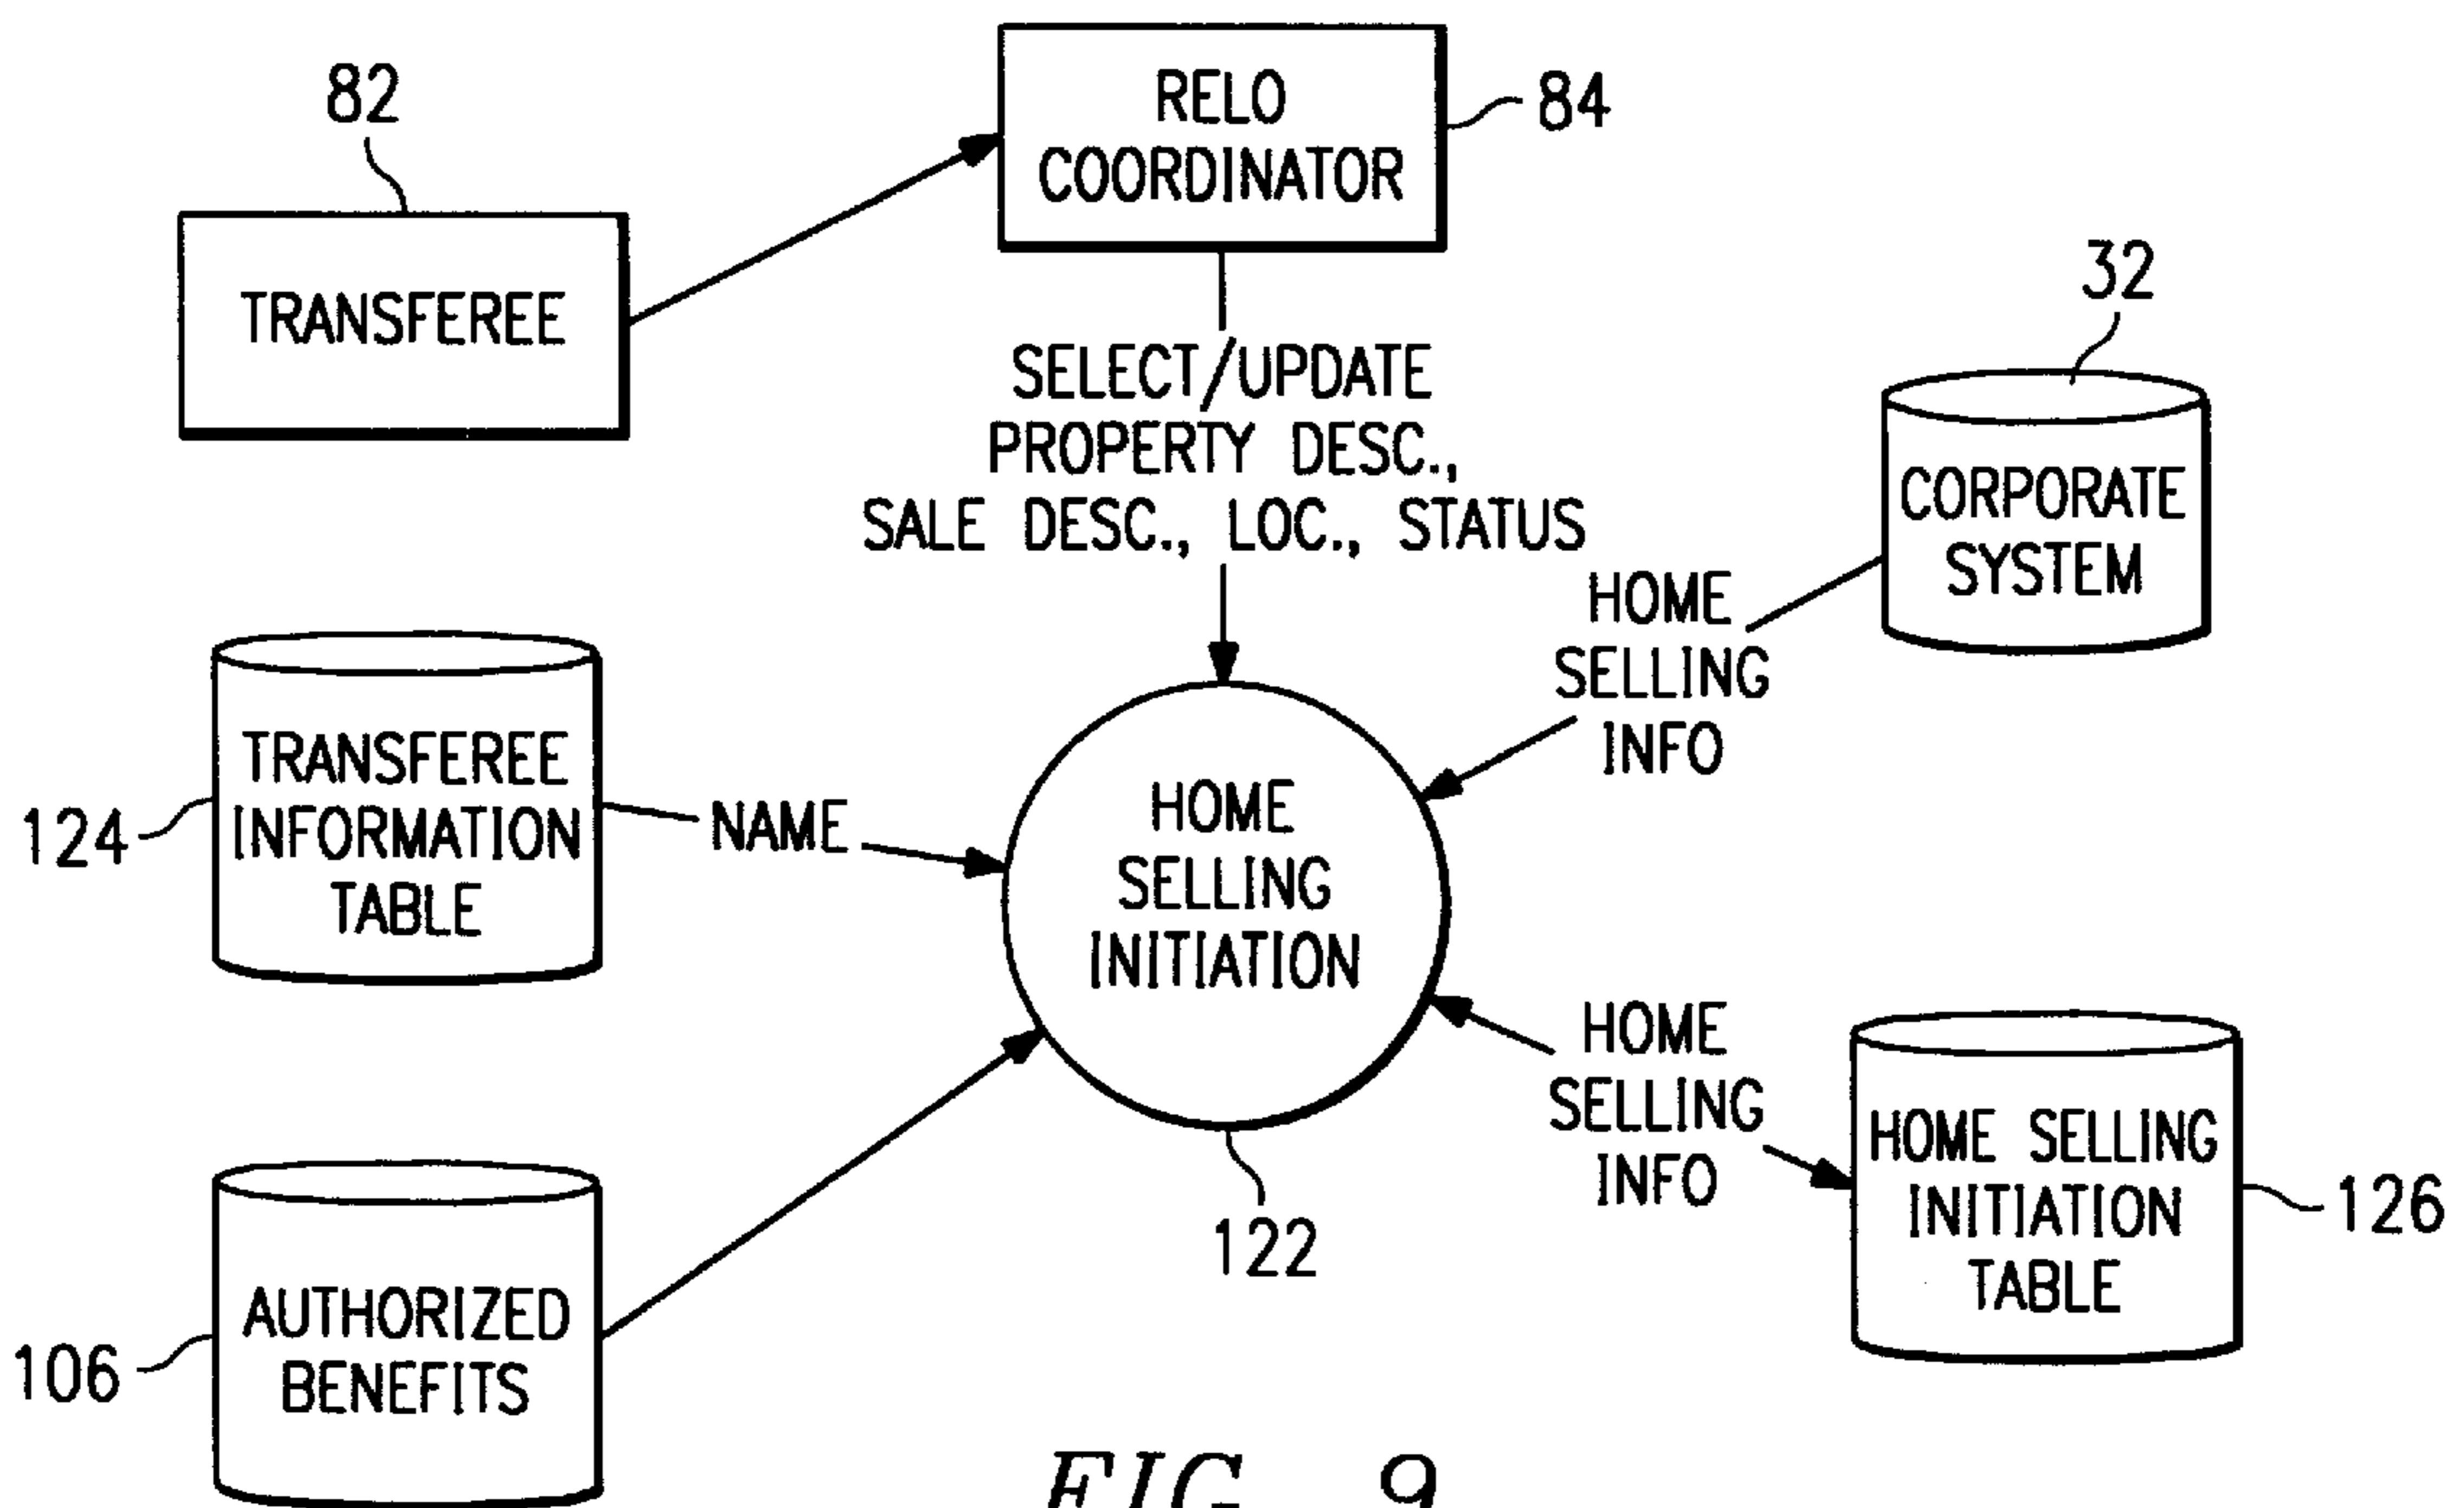 82
RELO
COORDINATOR
84
TRANSFEREE
32
SELECT/UPDATE
PROPERTY DESC.,
SALE DESC., LOC., STATUS
CORPORATE
SYSTEM
HOME
SELLING
INFO
124
TRANSFEREE
INFORMATION
TABLE
NAME
HOME
SELLING
INITIATION
122
HOME
SELLING
INFO
HOME SELLING
INITIATION
TABLE
126
106
AUTHORIZED
BENEFITS
FIG. 9